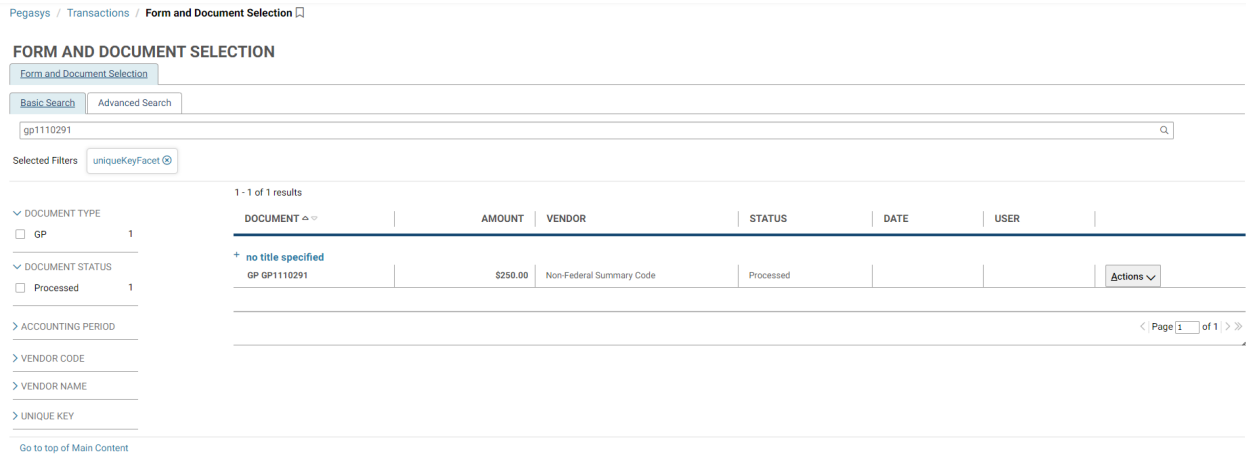 Pegasys / Transactions / Form and Document Selection
FORM AND DOCUMENT SELECTION
Form and Document Selection
Basic Search Advanced Search
gp1110291
Selected Filters uniqueKeyFacet
1 - 1 of 1 results
DOCUMENT TYPE
GP 1
DOCUMENT STATUS
Processed 1
ACCOUNTING PERIOD
VENDOR CODE
VENDOR NAME
UNIQUE KEY
DOCUMENT AMOUNT VENDOR STATUS DATE USER
+ no title specified
GP GP1110291 $250.00 Non-Federal Summary Code Processed Actions
Page 1 of 1
Go to top of Main Content